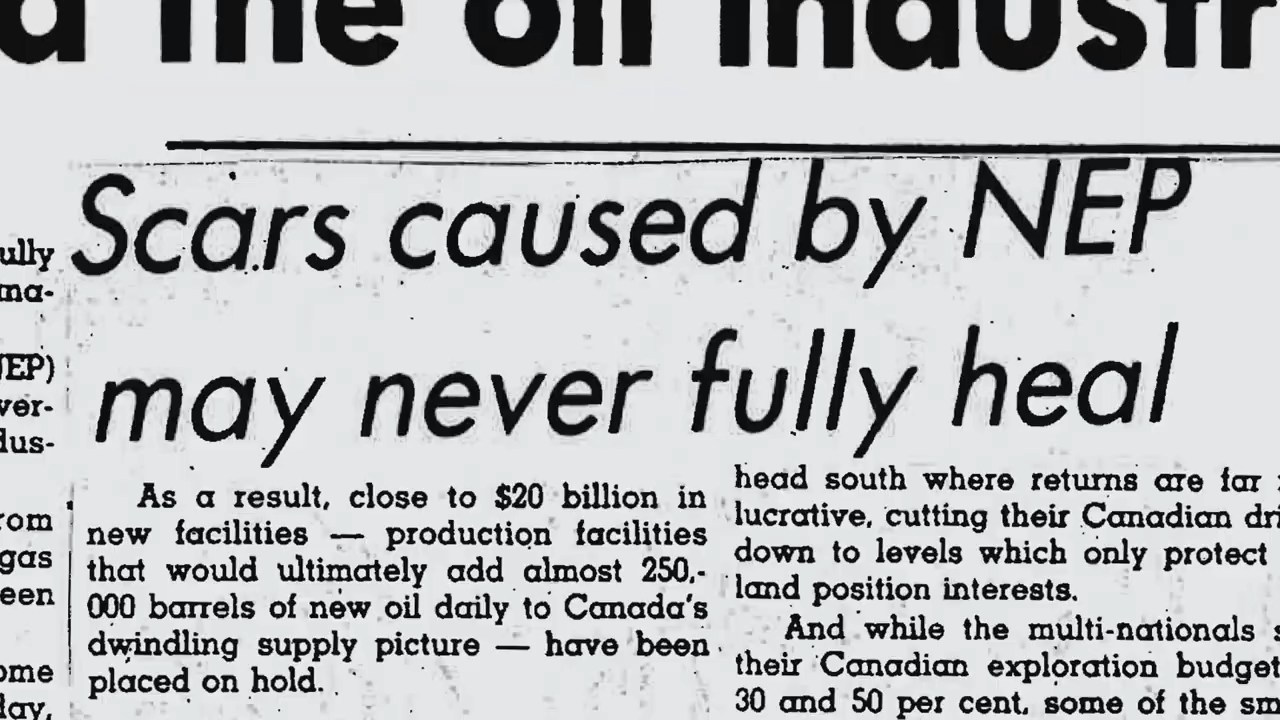 the oil
Scars caused by NEP
may never fully heal
ully
ma-
NEP)
ver-
dus-
rom
gas
een
ome
lay,
As a result, close to $20 billion in
new facilities — production facilities
that would ultimately add almost 250,-
000 barrels of new oil daily to Canada's
dwindling supply picture — have been
placed on hold.
head south where returns are far
lucrative, cutting their Canadian dri
down to levels which only protect
land position interests.
And while the multi-nationals s
their Canadian exploration budget
30 and 50 per cent, some of the sm